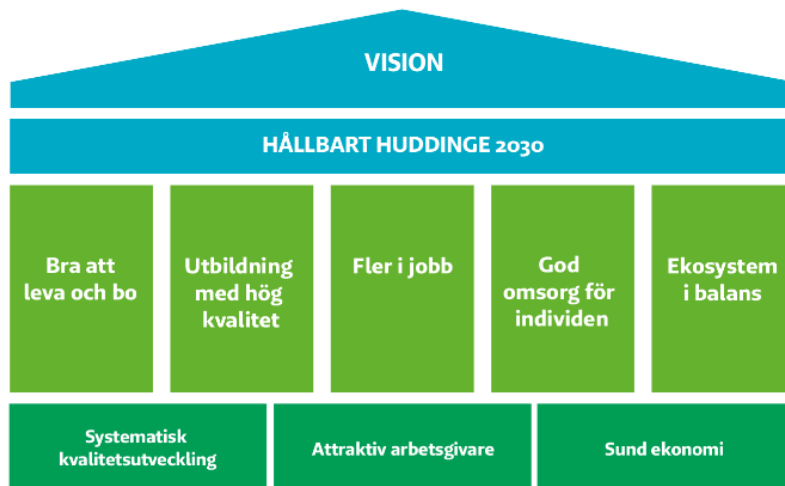 VISION
HÅLLBART HUDDINGE 2030
Bra att
leva och bo
Utbildning
med hög
kvalitet
Fler i jobb
God
omsorg för
individen
Ekosystem
i balans
Systematisk
kvalitetsutveckling
Attraktiv arbetsgivare
Sund ekonomi